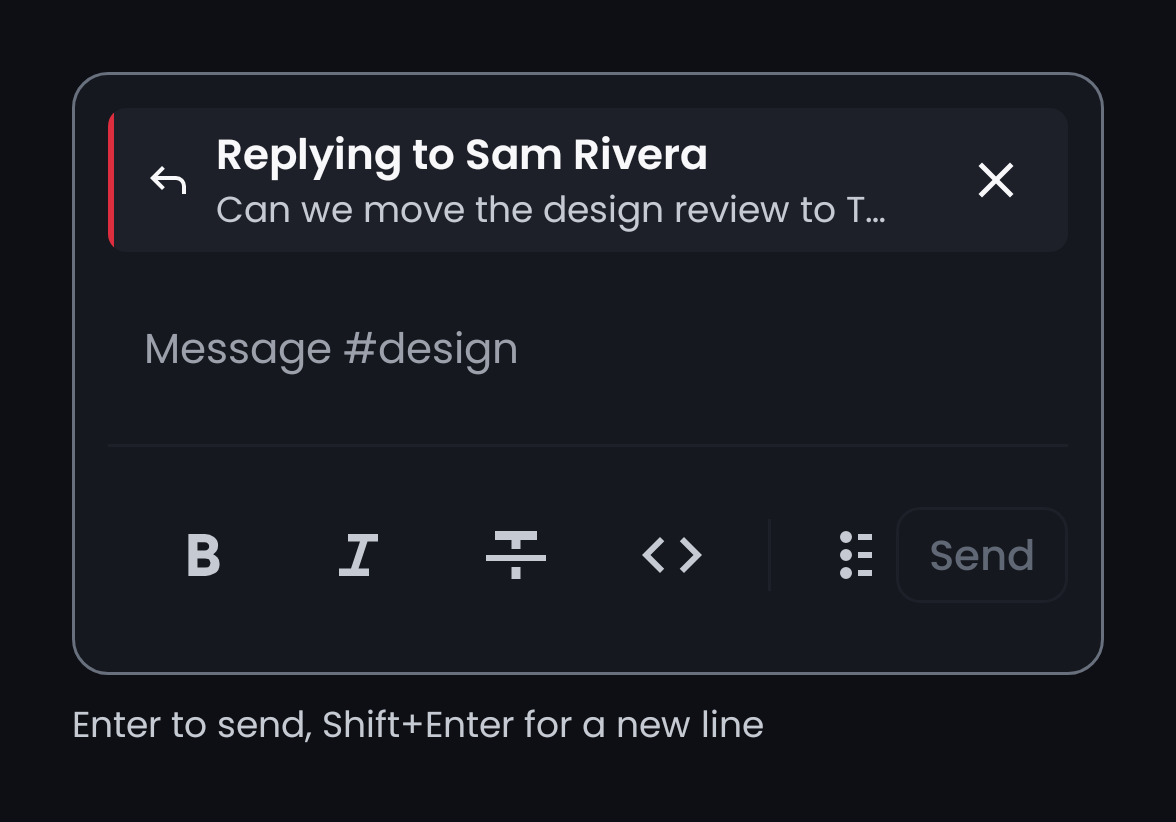 Replying to Sam Rivera
Can we move the design review to T...
Message #design
Send
Enter to send, Shift+Enter for a new line